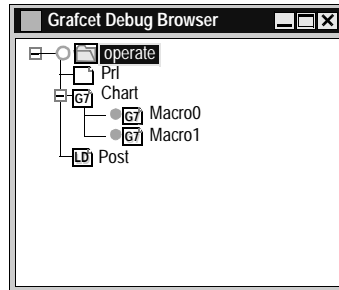 Grafcet Debug Browser
operate
Prl
G7 Chart
G7 Macro0
G7 Macro1
LD Post